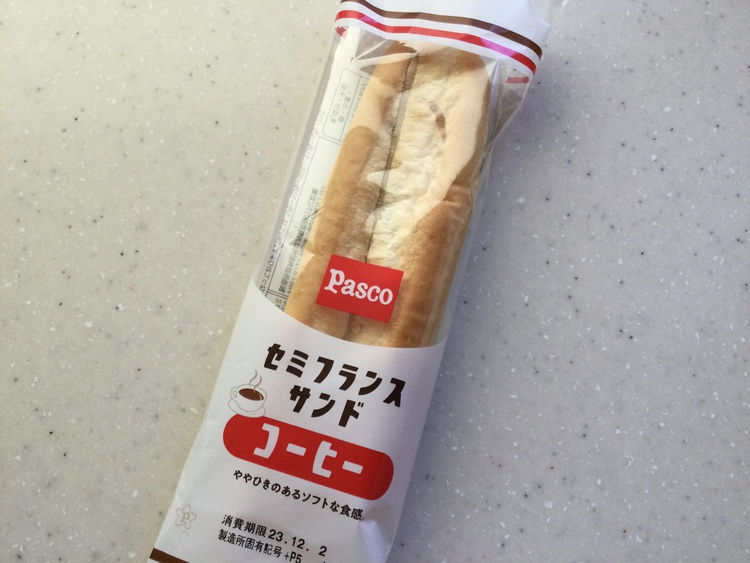 Pasco
セミフランス
サンド
コーヒー
ややひきのあるソフトな食感
消費期限23.12. 2
製造所固有記号 +P5